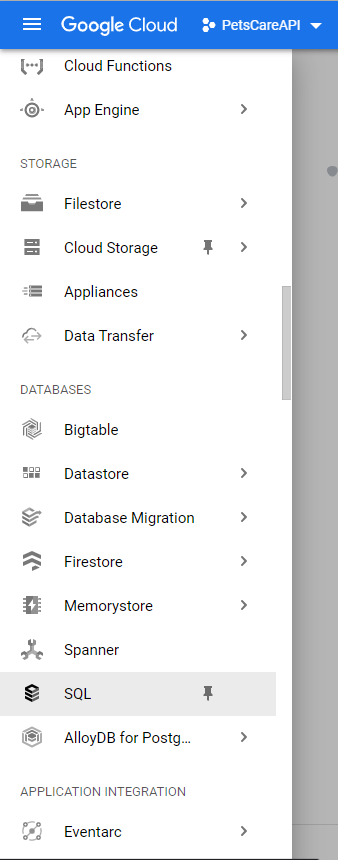 Google Cloud
PetsCareAPI
Cloud Functions
App Engine
STORAGE
Filestore
Cloud Storage
Appliances
Data Transfer
DATABASES
Bigtable
Datastore
Database Migration
Firestore
Memorystore
Spanner
SQL
AlloyDB for Postg...
APPLICATION INTEGRATION
Eventarc